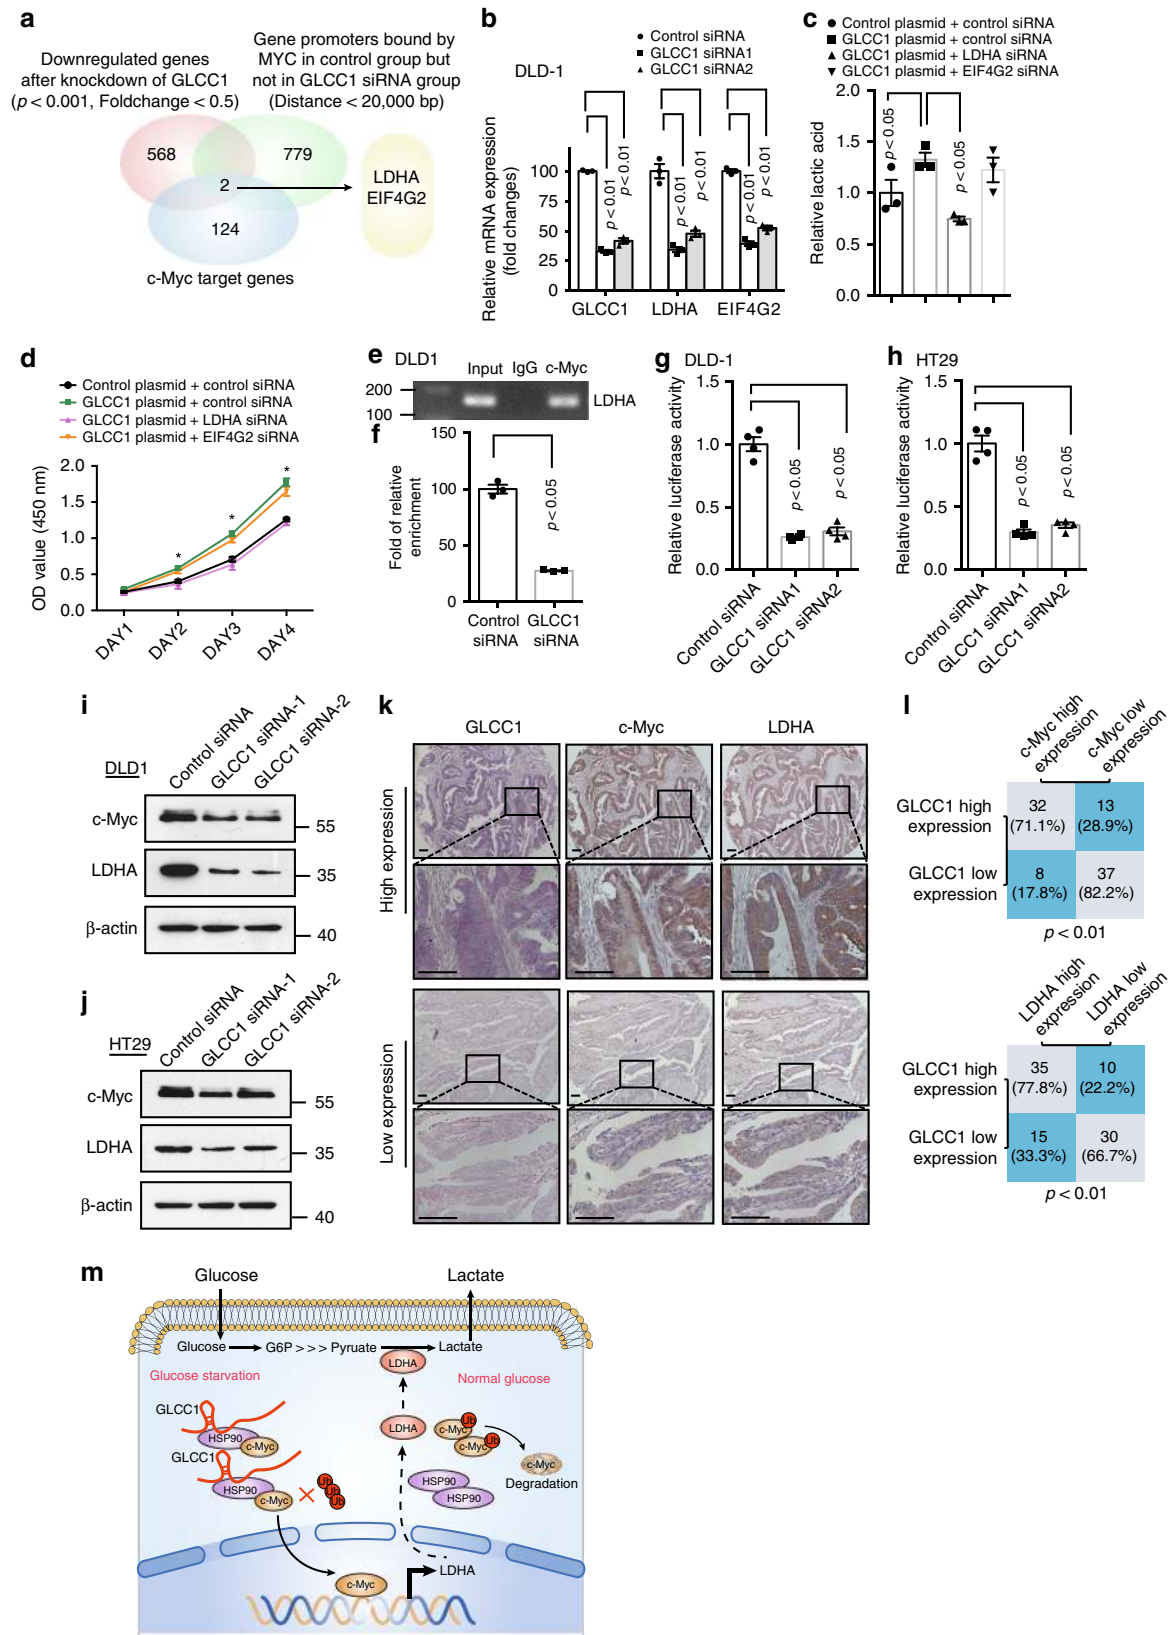 a
Downregulated genes
after knockdown of GLCC1
(p < 0.001, Foldchange < 0.5)
Gene promoters bound by
MYC in control group but
not in GLCC1 siRNA group
(Distance < 20,000 bp)
568
779
2
124
LDHA
EIF4G2
c-Myc target genes
b
DLD-1
Control siRNA
GLCC1 siRNA1
GLCC1 siRNA2
Relative mRNA expression
(fold changes)
100
75
50
25
0
p < 0.01
p < 0.01
p < 0.01
p < 0.01
p < 0.01
p < 0.01
GLCC1
LDHA
EIF4G2
c
Control plasmid + control siRNA
GLCC1 plasmid + control siRNA
GLCC1 plasmid + LDHA siRNA
GLCC1 plasmid + EIF4G2 siRNA
Relative lactic acid
2.0
1.5
1.0
0.5
0.0
p < 0.05
p < 0.05
d
Control plasmid + control siRNA
GLCC1 plasmid + control siRNA
GLCC1 plasmid + LDHA siRNA
GLCC1 plasmid + EIF4G2 siRNA
OD value (450 nm)
2.0
1.5
1.0
0.5
0.0
*
*
*
DAY1
DAY2
DAY3
DAY4
e
DLD1
Input
IgG
c-Myc
200
100
LDHA
f
Fold of relative
enrichment
150
100
50
0
p < 0.05
Control
siRNA
GLCC1
siRNA
g
DLD-1
Relative luciferase activity
1.5
1.0
0.5
0.0
p < 0.05
p < 0.05
Control siRNA
GLCC1 siRNA1
GLCC1 siRNA2
h
HT29
Relative luciferase activity
1.5
1.0
0.5
0.0
p < 0.05
p < 0.05
Control siRNA
GLCC1 siRNA1
GLCC1 siRNA2
i
DLD1
Control siRNA
GLCC1 siRNA-1
GLCC1 siRNA-2
c-Myc
55
LDHA
35
β-actin
40
j
HT29
Control siRNA
GLCC1 siRNA-1
GLCC1 siRNA-2
c-Myc
55
LDHA
35
β-actin
40
k
GLCC1
c-Myc
LDHA
High expression
Low expression
l
c-Myc high
expression
c-Myc low
expression
GLCC1 high
expression
32
(71.1%)
13
(28.9%)
GLCC1 low
expression
8
(17.8%)
37
(82.2%)
p < 0.01
LDHA high
expression
LDHA low
expression
GLCC1 high
expression
35
(77.8%)
10
(22.2%)
GLCC1 low
expression
15
(33.3%)
30
(66.7%)
p < 0.01
m
Glucose
Lactate
Glucose
G6P > > > Pyruate
Lactate
LDHA
Glucose starvation
Normal glucose
GLCC1
HSP90
c-Myc
GLCC1
HSP90
c-Myc
Ub
Ub
Ub
LDHA
Ub
c-Myc
c-Myc
Ub
c-Myc
Degradation
HSP90
HSP90
LDHA
c-Myc